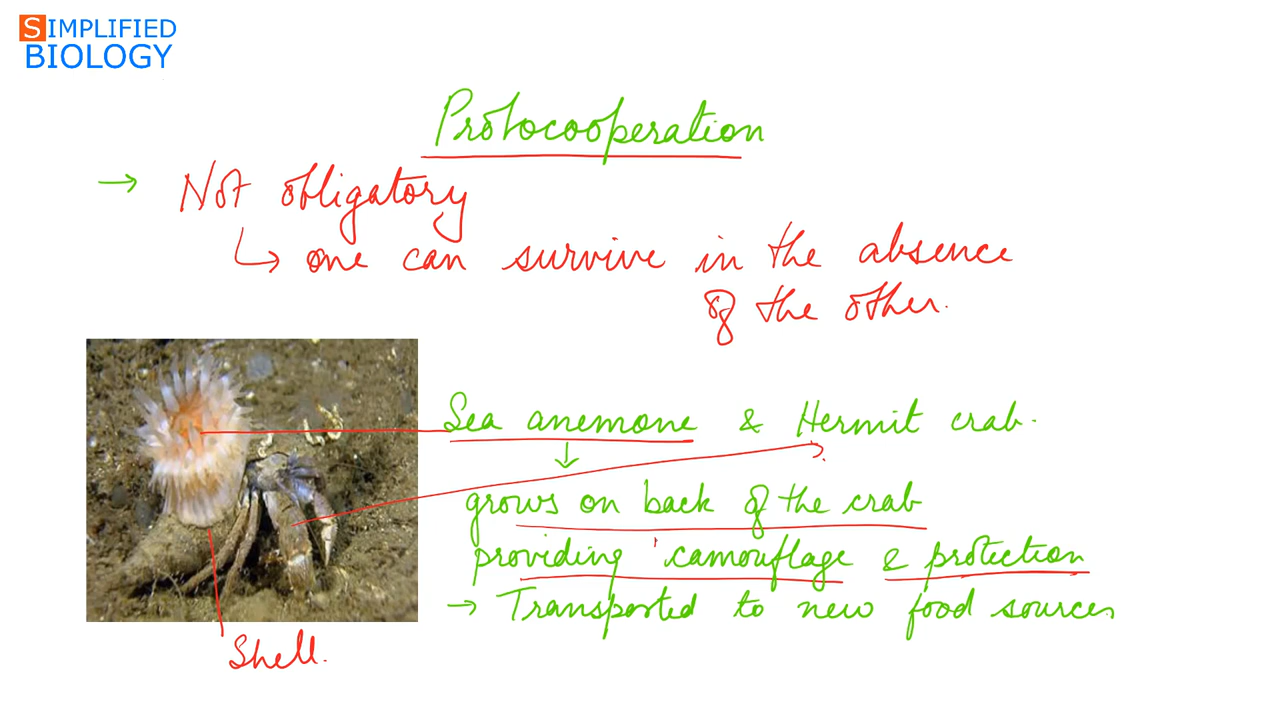 SIMPLIFIED
BIOLOGY
Protocooperation
→ Not obligatory
↳ one can survive in the absence
of the other.
Sea anemone & Hermit crab.
↓
grows on back of the crab
providing camouflage & protection
→ Transported to new food sources
Shell.